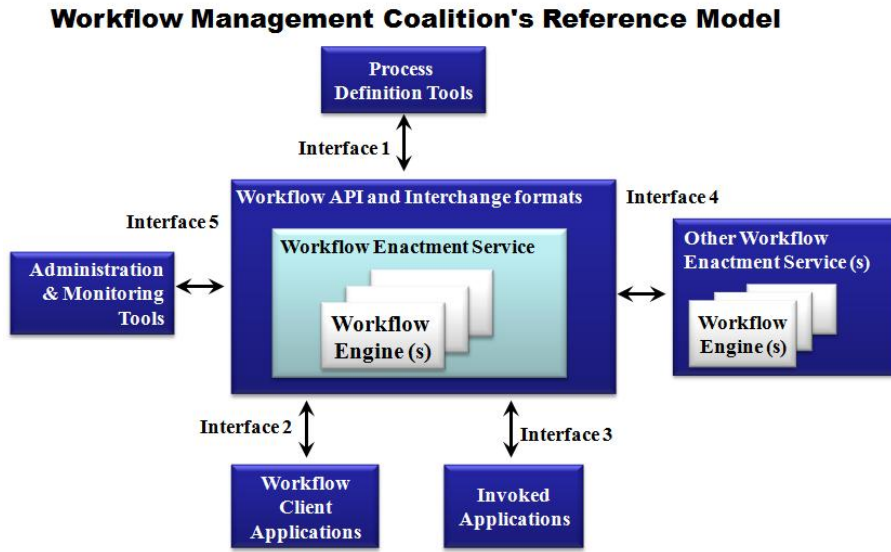 Workflow Management Coalition's Reference Model
Process
Definition Tools
Interface 1
Workflow API and Interchange formats
Interface 4
Interface 5
Workflow Enactment Service
Other Workflow
Enactment Service (s)
Administration
& Monitoring
Tools
Workflow
Engine (s)
Workflow
Engine (s)
Interface 2
Interface 3
Workflow
Client
Applications
Invoked
Applications